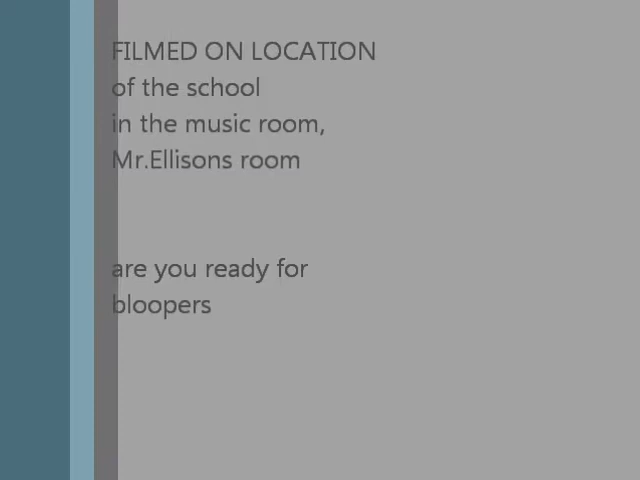 FILMED ON LOCATION
of the school
in the music room,
Mr.Ellisons room
are you ready for
bloopers